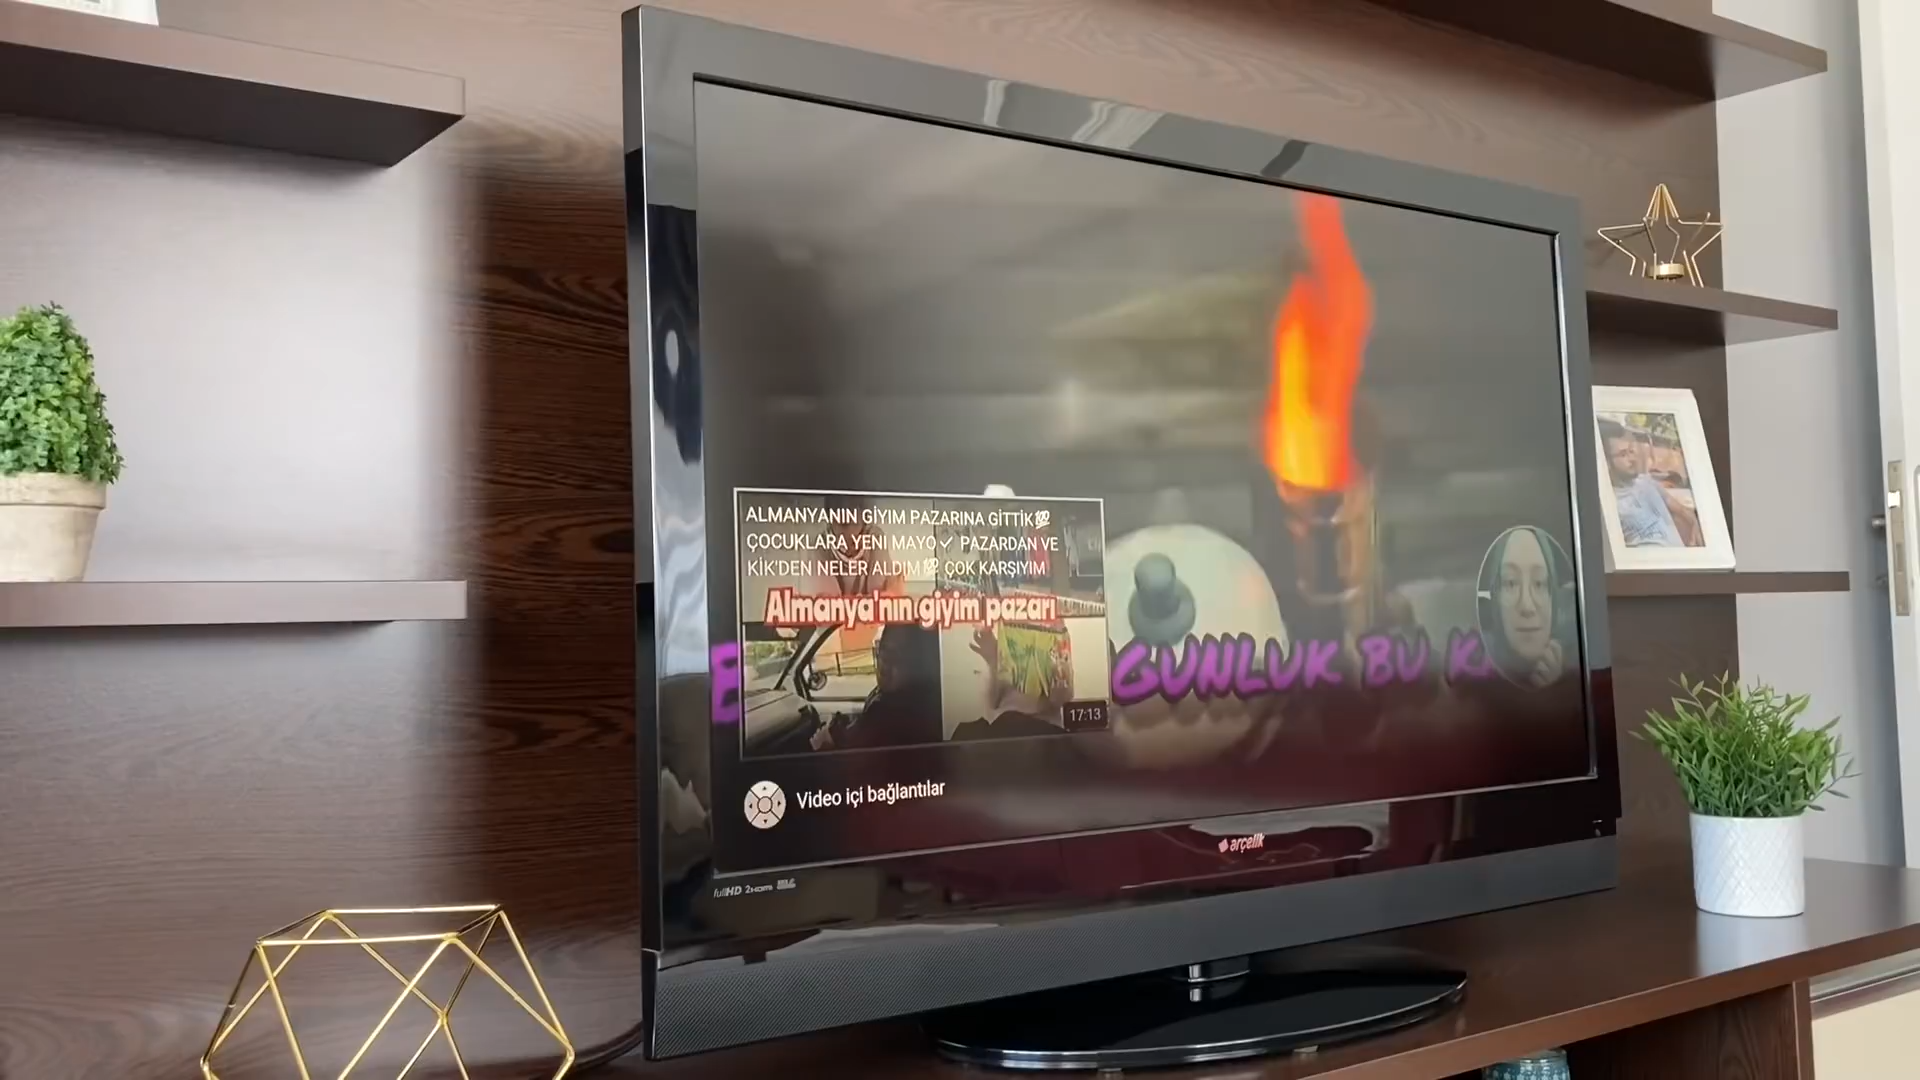 ALMANYANIN GİYIM PAZARINA GİTTİK💯
ÇOCUKLARA YENI MAYO✓ PAZARDAN VE
KİK'DEN NELER ALDIM💯 ÇOK KARŞIYIM
Almanya'nın giyim pazarı
GUNLUK BU
17:13
Video içi bağlantılar
arçelik
fullHD